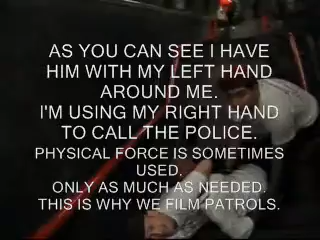 AS YOU CAN SEE I HAVE
HIM WITH MY LEFT HAND
AROUND ME.
I'M USING MY RIGHT HAND
TO CALL THE POLICE.
PHYSICAL FORCE IS SOMETIMES
USED.
ONLY AS MUCH AS NEEDED.
THIS IS WHY WE FILM PATROLS.